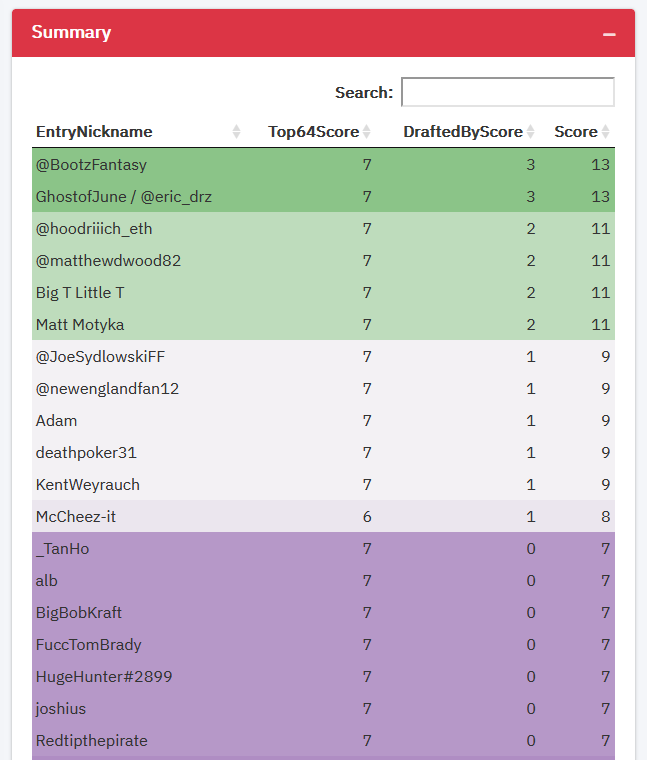 Summary
Search:
EntryNickname Top64Score DraftedByScore Score
@BootzFantasy 7 3 13
GhostofJune / @eric_drz 7 3 13
@hoodriiich_eth 7 2 11
@matthewdwood82 7 2 11
Big T Little T 7 2 11
Matt Motyka 7 2 11
@JoeSydlowskiFF 7 1 9
@newenglandfan12 7 1 9
Adam 7 1 9
deathpoker31 7 1 9
KentWeyrauch 7 1 9
McCheez-it 6 1 8
_TanHo 7 0 7
alb 7 0 7
BigBobKraft 7 0 7
FuccTomBrady 7 0 7
HugeHunter#2899 7 0 7
joshius 7 0 7
Redtipthepirate 7 0 7